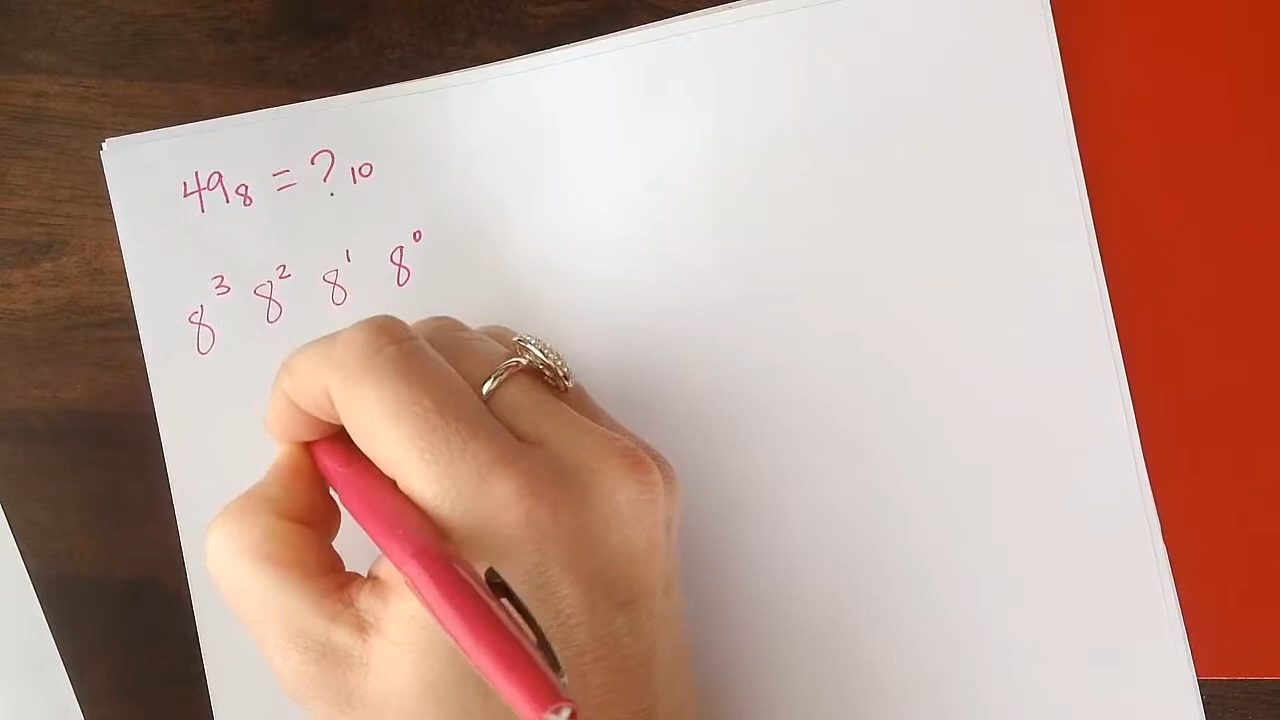 49₈ = ?₁₀
8³ 8² 8¹ 8⁰